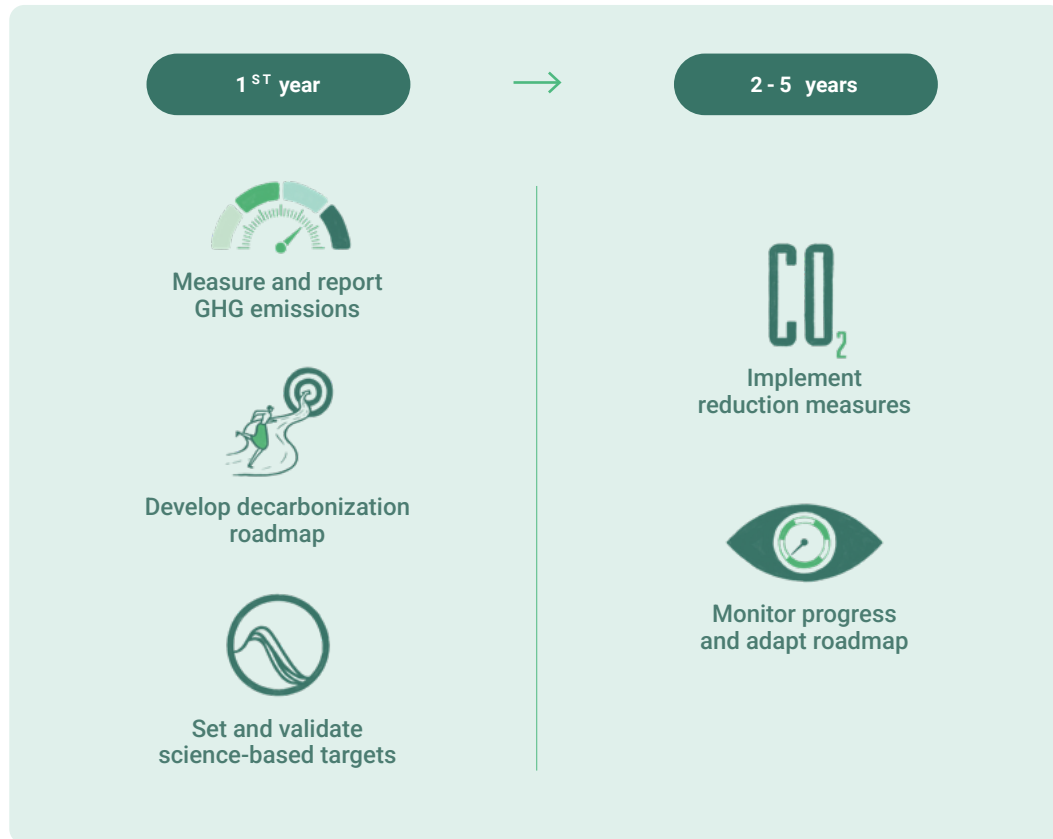 1ST year
2 - 5 years
Measure and report
GHG emissions
Develop decarbonization
roadmap
Set and validate
science-based targets
CO2
Implement
reduction measures
Monitor progress
and adapt roadmap